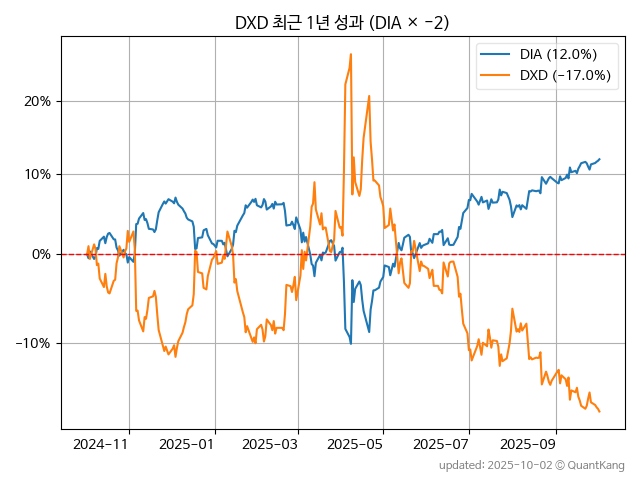 DXD 최근 1년 성과 (DIA × −2)
DIA (12.0%)
DXD (−17.0%)
20%
10%
0%
−10%
2024-11 2025-01 2025-03 2025-05 2025-07 2025-09
updated: 2025-10-02 ⓒ QuantKang